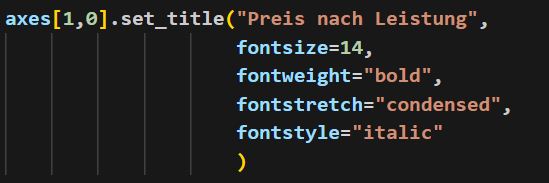 axes[1,0].set_title("Preis nach Leistung",
fontsize=14,
fontweight="bold",
fontstretch="condensed",
fontstyle="italic"
)